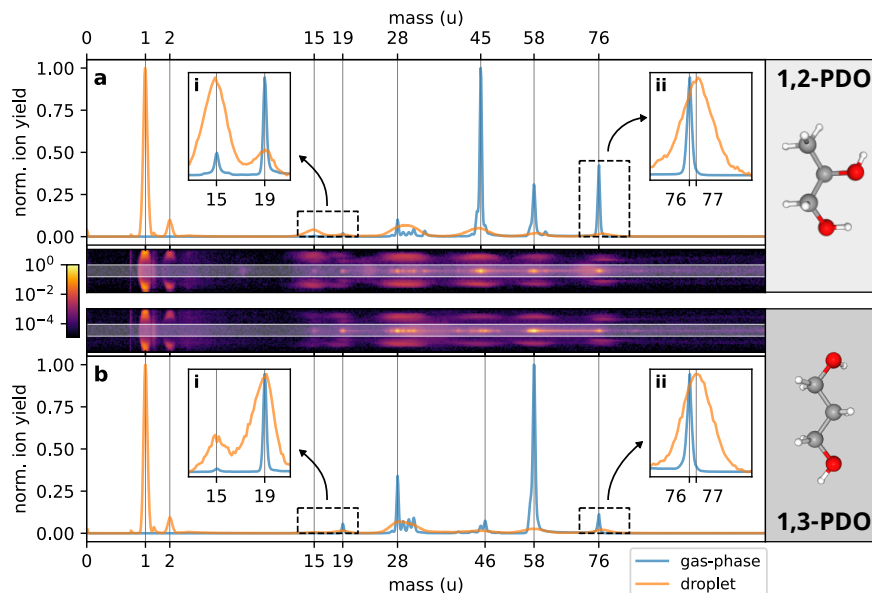 mass (u)
0 1 2 15 19 28 45 58 76
a
1,2-PDO
1.00
0.75
0.50
0.25
0.00
norm. ion yield
i
15 19
ii
76 77
10^0
10^-2
10^-4
b
1,3-PDO
1.00
0.75
0.50
0.25
0.00
norm. ion yield
i
15 19
ii
76 77
0 1 2 15 19 28 46 58 76
mass (u)
gas-phase
droplet